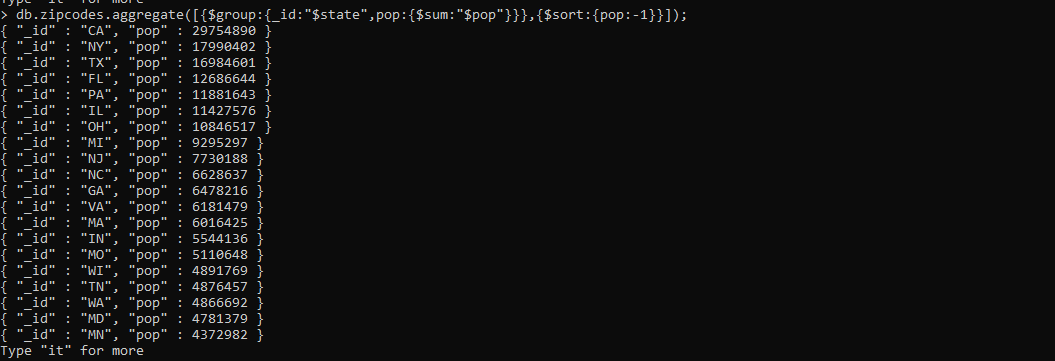 Type "it" for more
> db.zipcodes.aggregate([{$group:{_id:"$state",pop:{$sum:"$pop"}}},{$sort:{pop:-1}}]);
{ "_id" : "CA", "pop" : 29754890 }
{ "_id" : "NY", "pop" : 17990402 }
{ "_id" : "TX", "pop" : 16984601 }
{ "_id" : "FL", "pop" : 12686644 }
{ "_id" : "PA", "pop" : 11881643 }
{ "_id" : "IL", "pop" : 11427576 }
{ "_id" : "OH", "pop" : 10846517 }
{ "_id" : "MI", "pop" : 9295297 }
{ "_id" : "NJ", "pop" : 7730188 }
{ "_id" : "NC", "pop" : 6628637 }
{ "_id" : "GA", "pop" : 6478216 }
{ "_id" : "VA", "pop" : 6181479 }
{ "_id" : "MA", "pop" : 6016425 }
{ "_id" : "IN", "pop" : 5544136 }
{ "_id" : "MO", "pop" : 5110648 }
{ "_id" : "WI", "pop" : 4891769 }
{ "_id" : "TN", "pop" : 4876457 }
{ "_id" : "WA", "pop" : 4866692 }
{ "_id" : "MD", "pop" : 4781379 }
{ "_id" : "MN", "pop" : 4372982 }
Type "it" for more